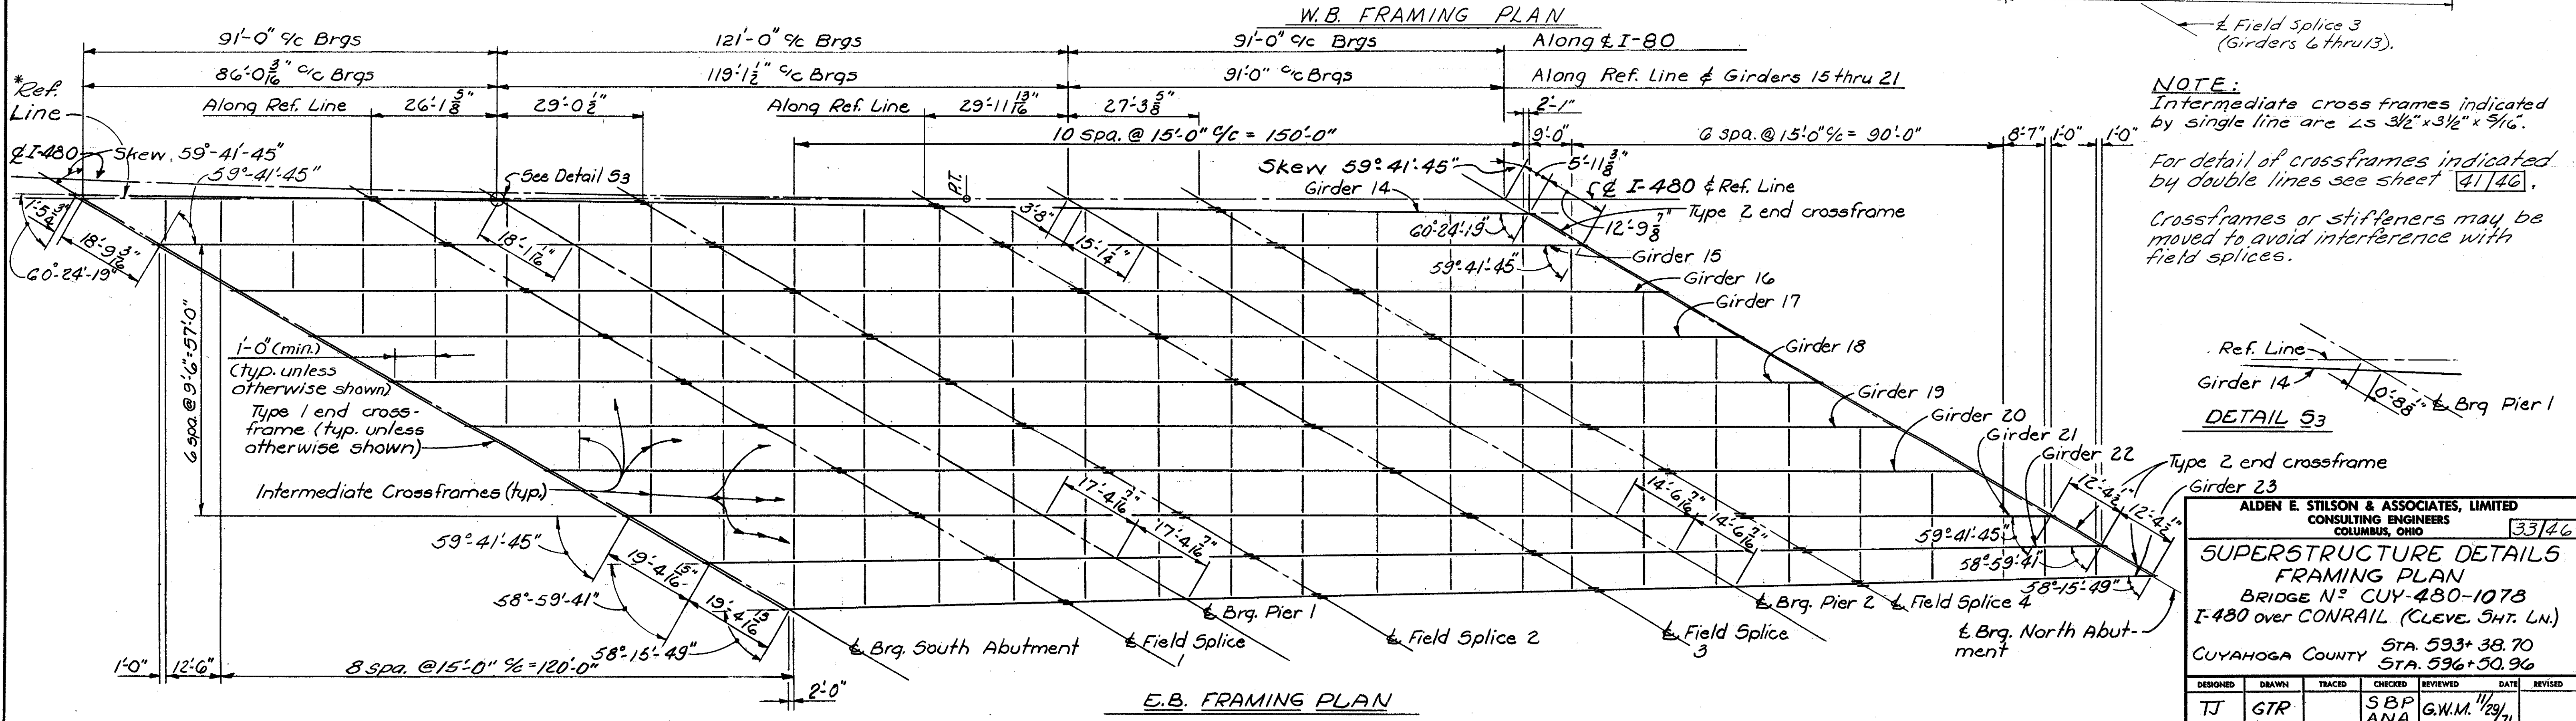 W.B. FRAMING PLAN
℄ Field Splice 3
(Girders 6 thru 13).
91'-0" c/c Brgs
121'-0" c/c Brgs
91'-0" c/c Brgs
Along ℄ I-80
86'-0 3/16" c/c Brgs
119'-1 1/2" c/c Brgs
91'-0" c/c Brgs
Along Ref. Line & Girders 15 thru 21
*Ref. Line
Along Ref. Line
26'-1 5/8"
29'-0 1/2"
Along Ref. Line
29'-11 13/16"
27'-3 5/8"
2'-1"
10 spa. @ 15'-0" c/c = 150'-0"
9'-0"
6 spa. @ 15'-0" c/c = 90'-0"
8'-7"
1'-0"
1'-0"
℄ I-480
Skew, 59°-41'-45"
59°-41'-45"
See Detail S3
P.T.
Skew 59°-41'-45"
5'-11 3/8"
Girder 14
℄ I-480 & Ref. Line
Type 2 end crossframe
1'-5 3/4"
18'-9 3/16"
60°-24'-19"
18'-1 1/16"
3'-8"
15'-1 1/4"
60°-24'-19"
12'-9 7/8"
59°-41'-45"
Girder 15
Girder 16
Girder 17
Girder 18
Girder 19
Girder 20
Girder 21
Girder 22
Type 2 end crossframe
Girder 23
6 spa. @ 9'-6" = 57'-0"
1'-0" (min.)
(typ. unless
otherwise shown)
Type 1 end cross-
frame (typ. unless
otherwise shown)
Intermediate Crossframes (typ.)
17'-4 7/16"
17'-4 7/16"
14'-6 7/16"
14'-6 7/16"
12'-4 1/2"
12'-4 1/2"
59°-41'-45"
58°-59'-41"
58°-15'-49"
59°-41'-45"
19'-4 15/16"
58°-59'-41"
19'-4 15/16"
58°-15'-49"
℄ Brg. South Abutment
℄ Field Splice 1
℄ Brg. Pier 1
℄ Field Splice 2
℄ Field Splice 3
℄ Brg. Pier 2
℄ Field Splice 4
℄ Brg. North Abut-
ment
1'-0"
12'-6"
8 spa. @ 15'-0" c/c = 120'-0"
2'-0"
E.B. FRAMING PLAN
NOTE:
Intermediate cross frames indicated
by single line are ∠s 3½" x 3½" x 5/16".
For detail of crossframes indicated
by double lines see sheet 41/46.
Crossframes or stiffeners may be
moved to avoid interference with
field splices.
Ref. Line
Girder 14
0'-8 1/8"
℄ Brg Pier 1
DETAIL S3
ALDEN E. STILSON & ASSOCIATES, LIMITED
CONSULTING ENGINEERS
COLUMBUS, OHIO
33/46
SUPERSTRUCTURE DETAILS
FRAMING PLAN
BRIDGE Nº CUY-480-1078
I-480 over CONRAIL (CLEVE. SHT. LN.)
CUYAHOGA COUNTY
STA. 593+38.70
STA. 596+50.96
DESIGNED DRAWN TRACED CHECKED REVIEWED DATE REVISED
TJ GTR SBP ANA G.W.M. 11/29/71